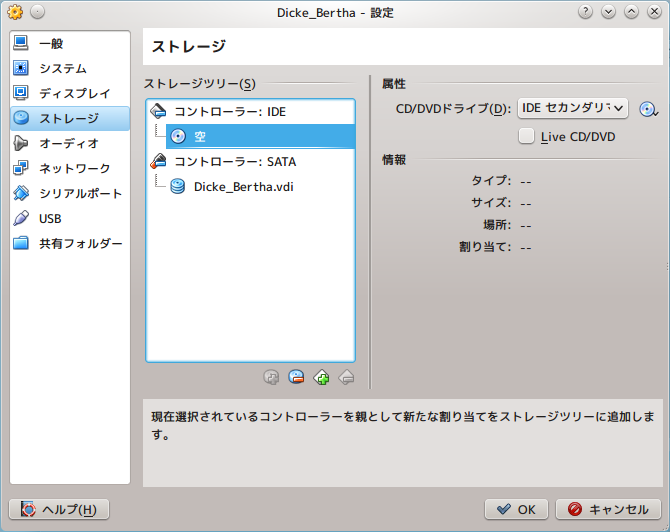 Dicke_Bertha - 設定
一般
システム
ディスプレイ
ストレージ
オーディオ
ネットワーク
シリアルポート
USB
共有フォルダー
ストレージ
ストレージツリー(S)
コントローラー: IDE
空
コントローラー: SATA
Dicke_Bertha.vdi
属性
CD/DVDドライブ(D): IDE セカンダリマ
Live CD/DVD
情報
タイプ: --
サイズ: --
場所: --
割り当て: --
現在選択されているコントローラーを親として新たな割り当てをストレージツリーに追加しま
す。
ヘルプ(H)
OK
キャンセル